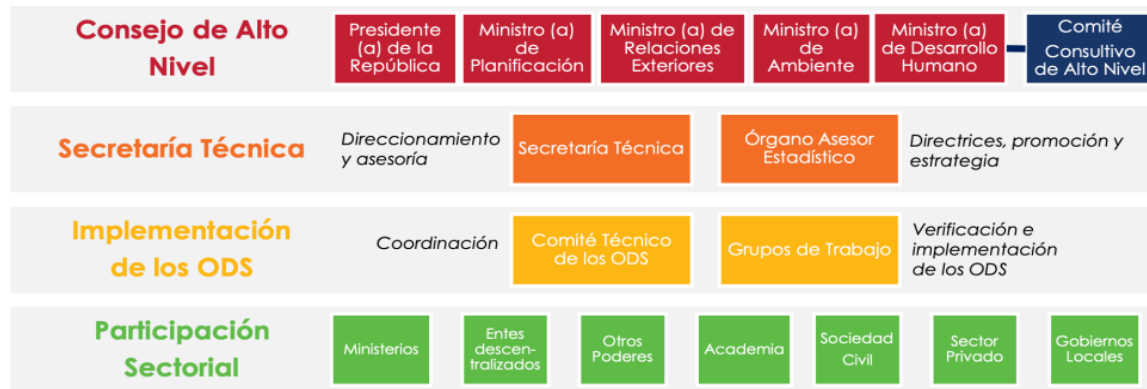 Consejo de Alto
Nivel
Presidente
(a) de la
República
Ministro (a)
de
Planificación
Ministro (a) de
Relaciones
Exteriores
Ministro (a)
de
Ambiente
Ministro (a)
de Desarrollo
Humano
Comité
Consultivo
de Alto Nivel
Secretaría Técnica
Direccionamiento
y asesoría
Secretaría Técnica
Órgano Asesor
Estadístico
Directrices, promoción y
estrategia
Implementación
de los ODS
Coordinación
Comité Técnico
de los ODS
Grupos de Trabajo
Verificación e
implementación
de los ODS
Participación
Sectorial
Ministerios
Entes
descen-
tralizados
Otros
Poderes
Academia
Sociedad
Civil
Sector
Privado
Gobiernos
Locales